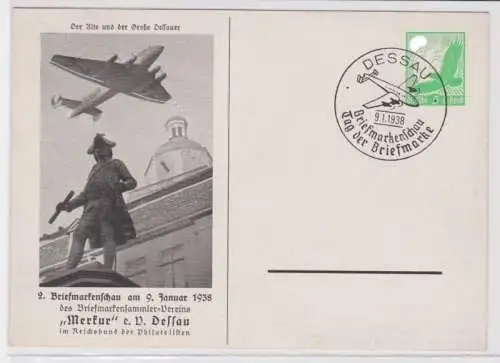 Der Alte und der Große Dessauer
2. Briefmarkenschau am 9. Januar 1938
des Briefmarkensammler-Vereins
„Merkur" e. V. Dessau
im Reichsbund der Philatelisten
DESSAU
9.1.1938
Briefmarkenschau
Tag der Briefmarke
5